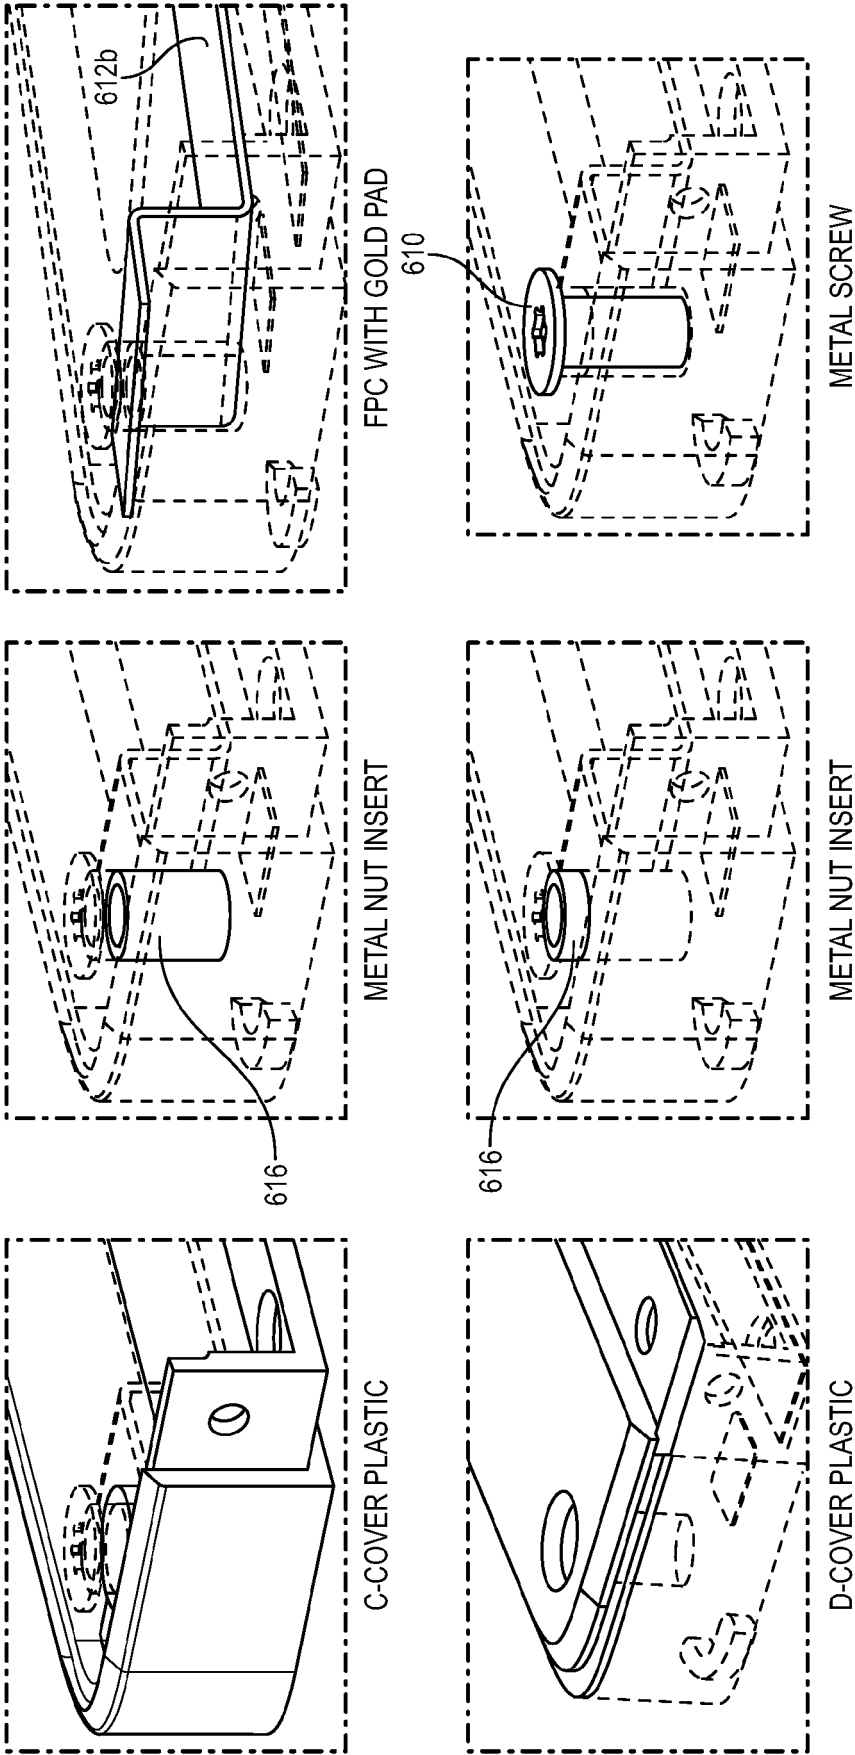 C-COVER PLASTIC
616
METAL NUT INSERT
612b
FPC WITH GOLD PAD
D-COVER PLASTIC
616
METAL NUT INSERT
610
METAL SCREW